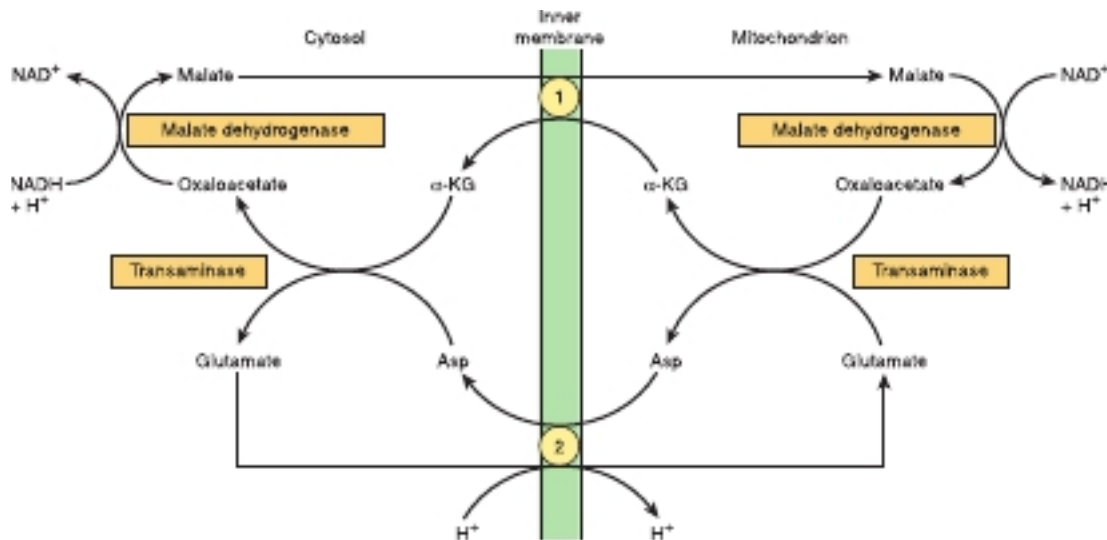 Inner
membrane
Cytosol
Mitochondrion
NAD⁺
Malate
Malate
NAD⁺
1
Malate dehydrogenase
Malate dehydrogenase
NADH
+ H⁺
Oxaloacetate
α-KG
α-KG
Oxaloacetate
NADH
+ H⁺
Transaminase
Transaminase
Glutamate
Asp
Asp
Glutamate
2
H⁺
H⁺